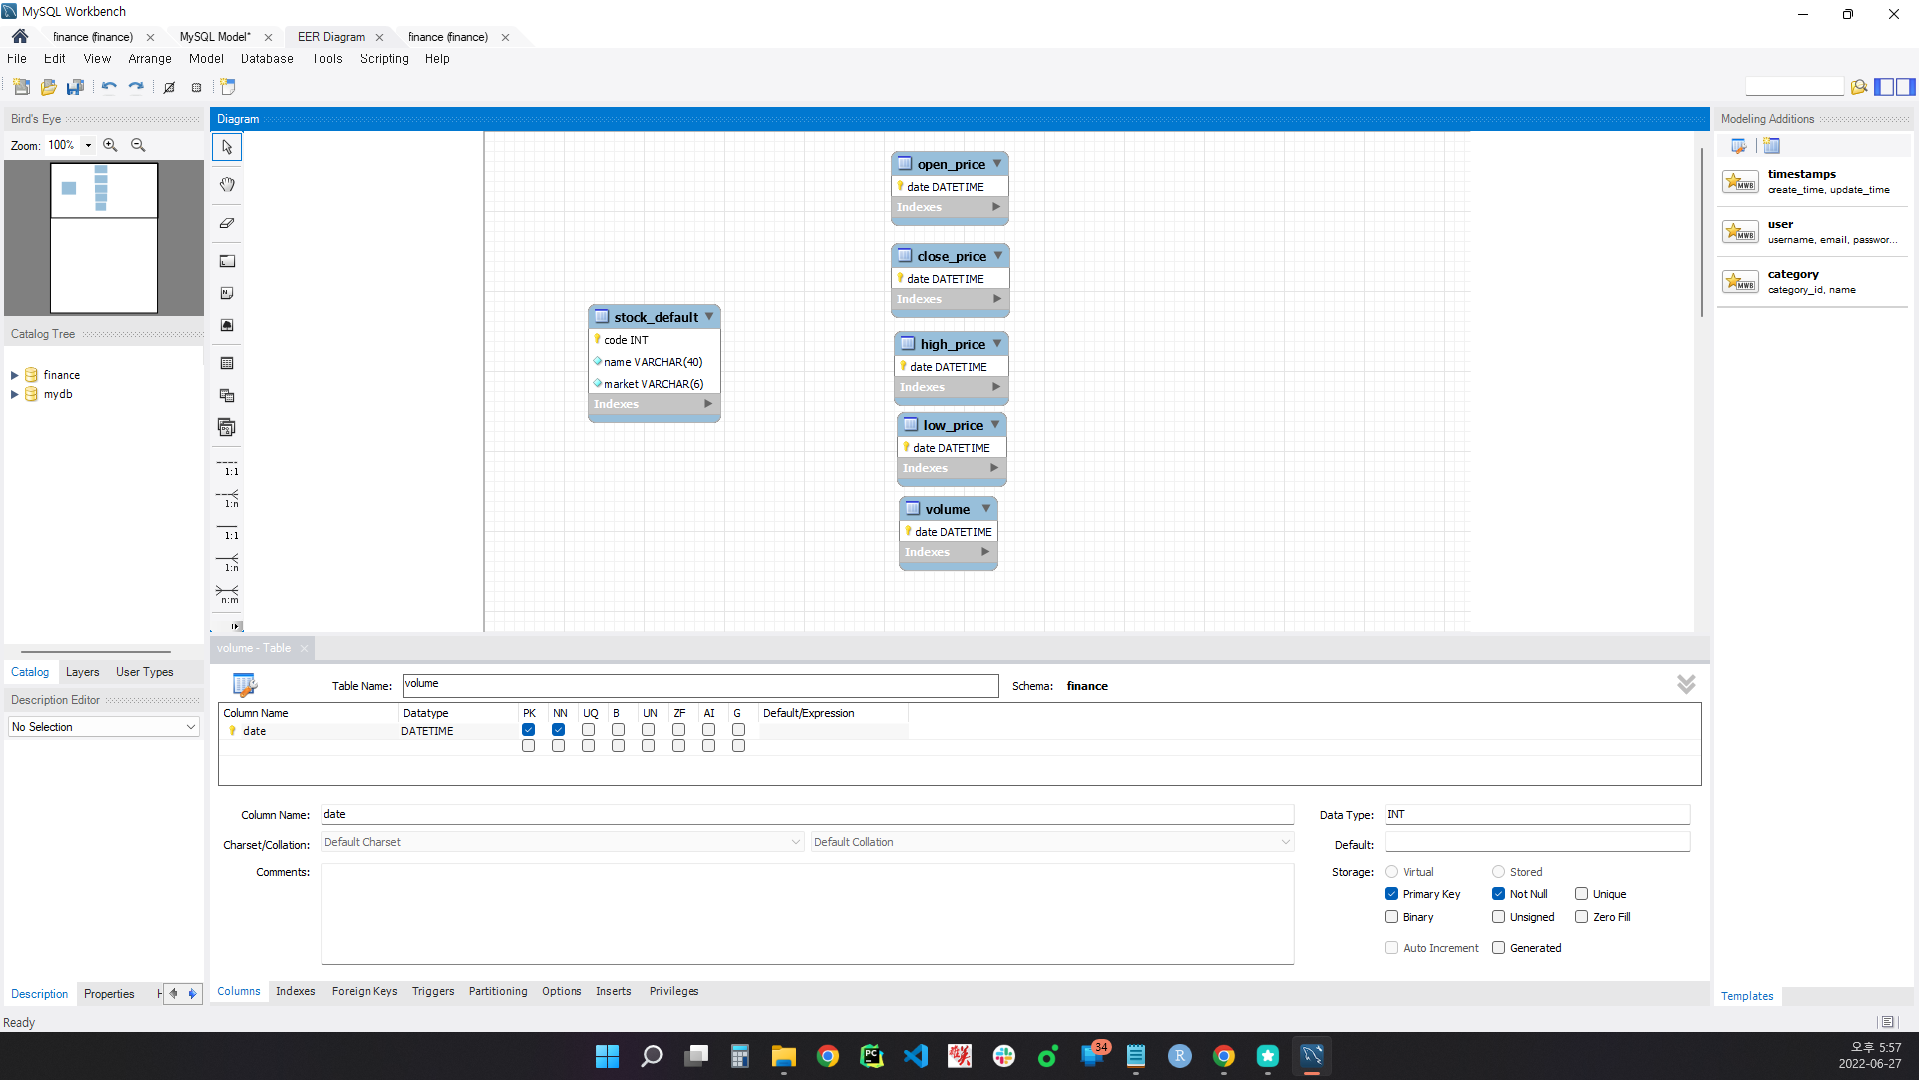 MySQL Workbench
finance (finance)
MySQL Model*
EER Diagram
finance (finance)
File Edit View Arrange Model Database Tools Scripting Help
Bird's Eye
Zoom: 100%
Catalog Tree
finance
mydb
Catalog Layers User Types
Description Editor
No Selection
Description Properties H
Ready
Diagram
1:1
1:n
1:1
1:n
n:m
stock_default
code INT
name VARCHAR(40)
market VARCHAR(6)
Indexes
open_price
date DATETIME
Indexes
close_price
date DATETIME
Indexes
high_price
date DATETIME
Indexes
low_price
date DATETIME
Indexes
volume
date DATETIME
Indexes
Modeling Additions
MWB
timestamps
create_time, update_time
MWB
user
username, email, passwor...
MWB
category
category_id, name
Templates
volume - Table
Table Name: volume Schema: finance
Column Name Datatype PK NN UQ B UN ZF AI G Default/Expression
date DATETIME
Column Name: date Data Type: INT
Charset/Collation: Default Charset Default Collation Default:
Comments: Storage: Virtual Stored
Primary Key Not Null Unique
Binary Unsigned Zero Fill
Auto Increment Generated
Columns Indexes Foreign Keys Triggers Partitioning Options Inserts Privileges
PC
34
R
오후 5:57
2022-06-27